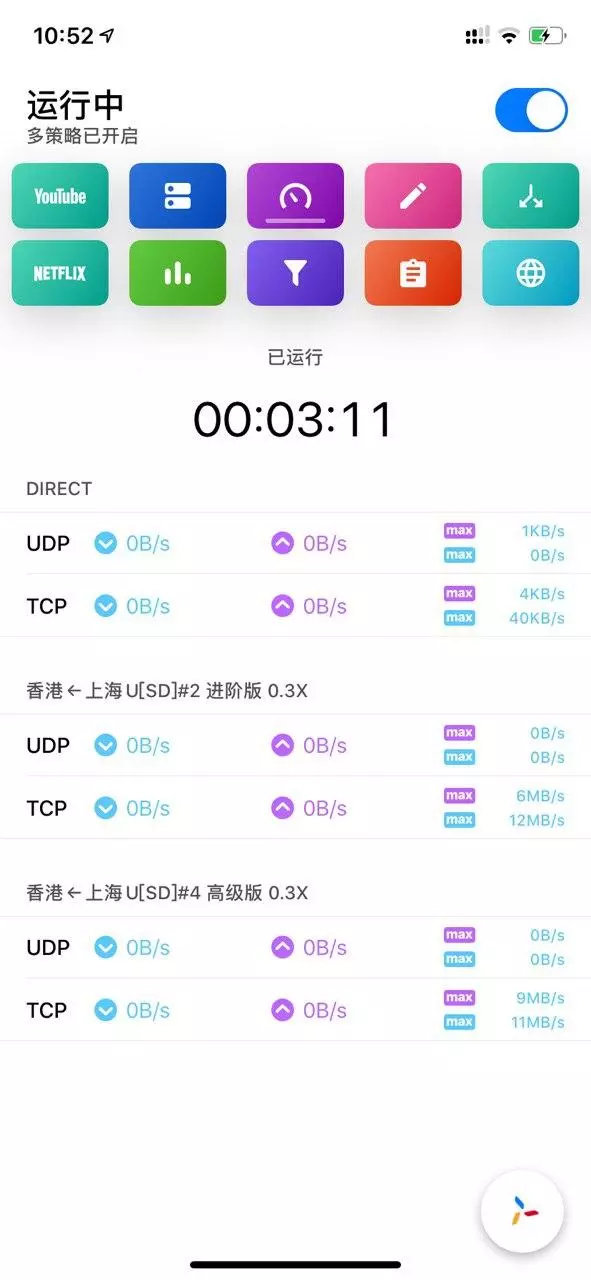 10:52
运行中
多策略已开启
YouTube
NETFLIX
已运行
00:03:11
DIRECT
UDP 0B/s 0B/s max 1KB/s
max 0B/s
TCP 0B/s 0B/s max 4KB/s
max 40KB/s
香港←上海U[SD]#2 进阶版 0.3X
UDP 0B/s 0B/s max 0B/s
max 0B/s
TCP 0B/s 0B/s max 6MB/s
max 12MB/s
香港←上海U[SD]#4 高级版 0.3X
UDP 0B/s 0B/s max 0B/s
max 0B/s
TCP 0B/s 0B/s max 9MB/s
max 11MB/s